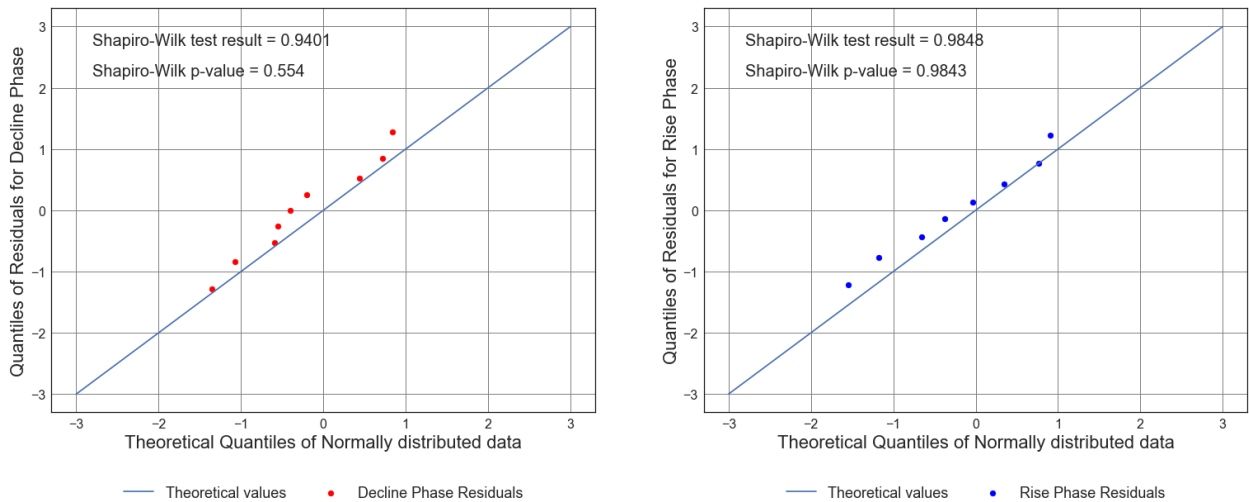 Shapiro-Wilk test result = 0.9401
Shapiro-Wilk p-value = 0.554
Quantiles of Residuals for Decline Phase
3
2
1
0
−1
−2
−3
−3 −2 −1 0 1 2 3
Theoretical Quantiles of Normally distributed data
Theoretical values Decline Phase Residuals
Shapiro-Wilk test result = 0.9848
Shapiro-Wilk p-value = 0.9843
Quantiles of Residuals for Rise Phase
3
2
1
0
−1
−2
−3
−3 −2 −1 0 1 2 3
Theoretical Quantiles of Normally distributed data
Theoretical values Rise Phase Residuals